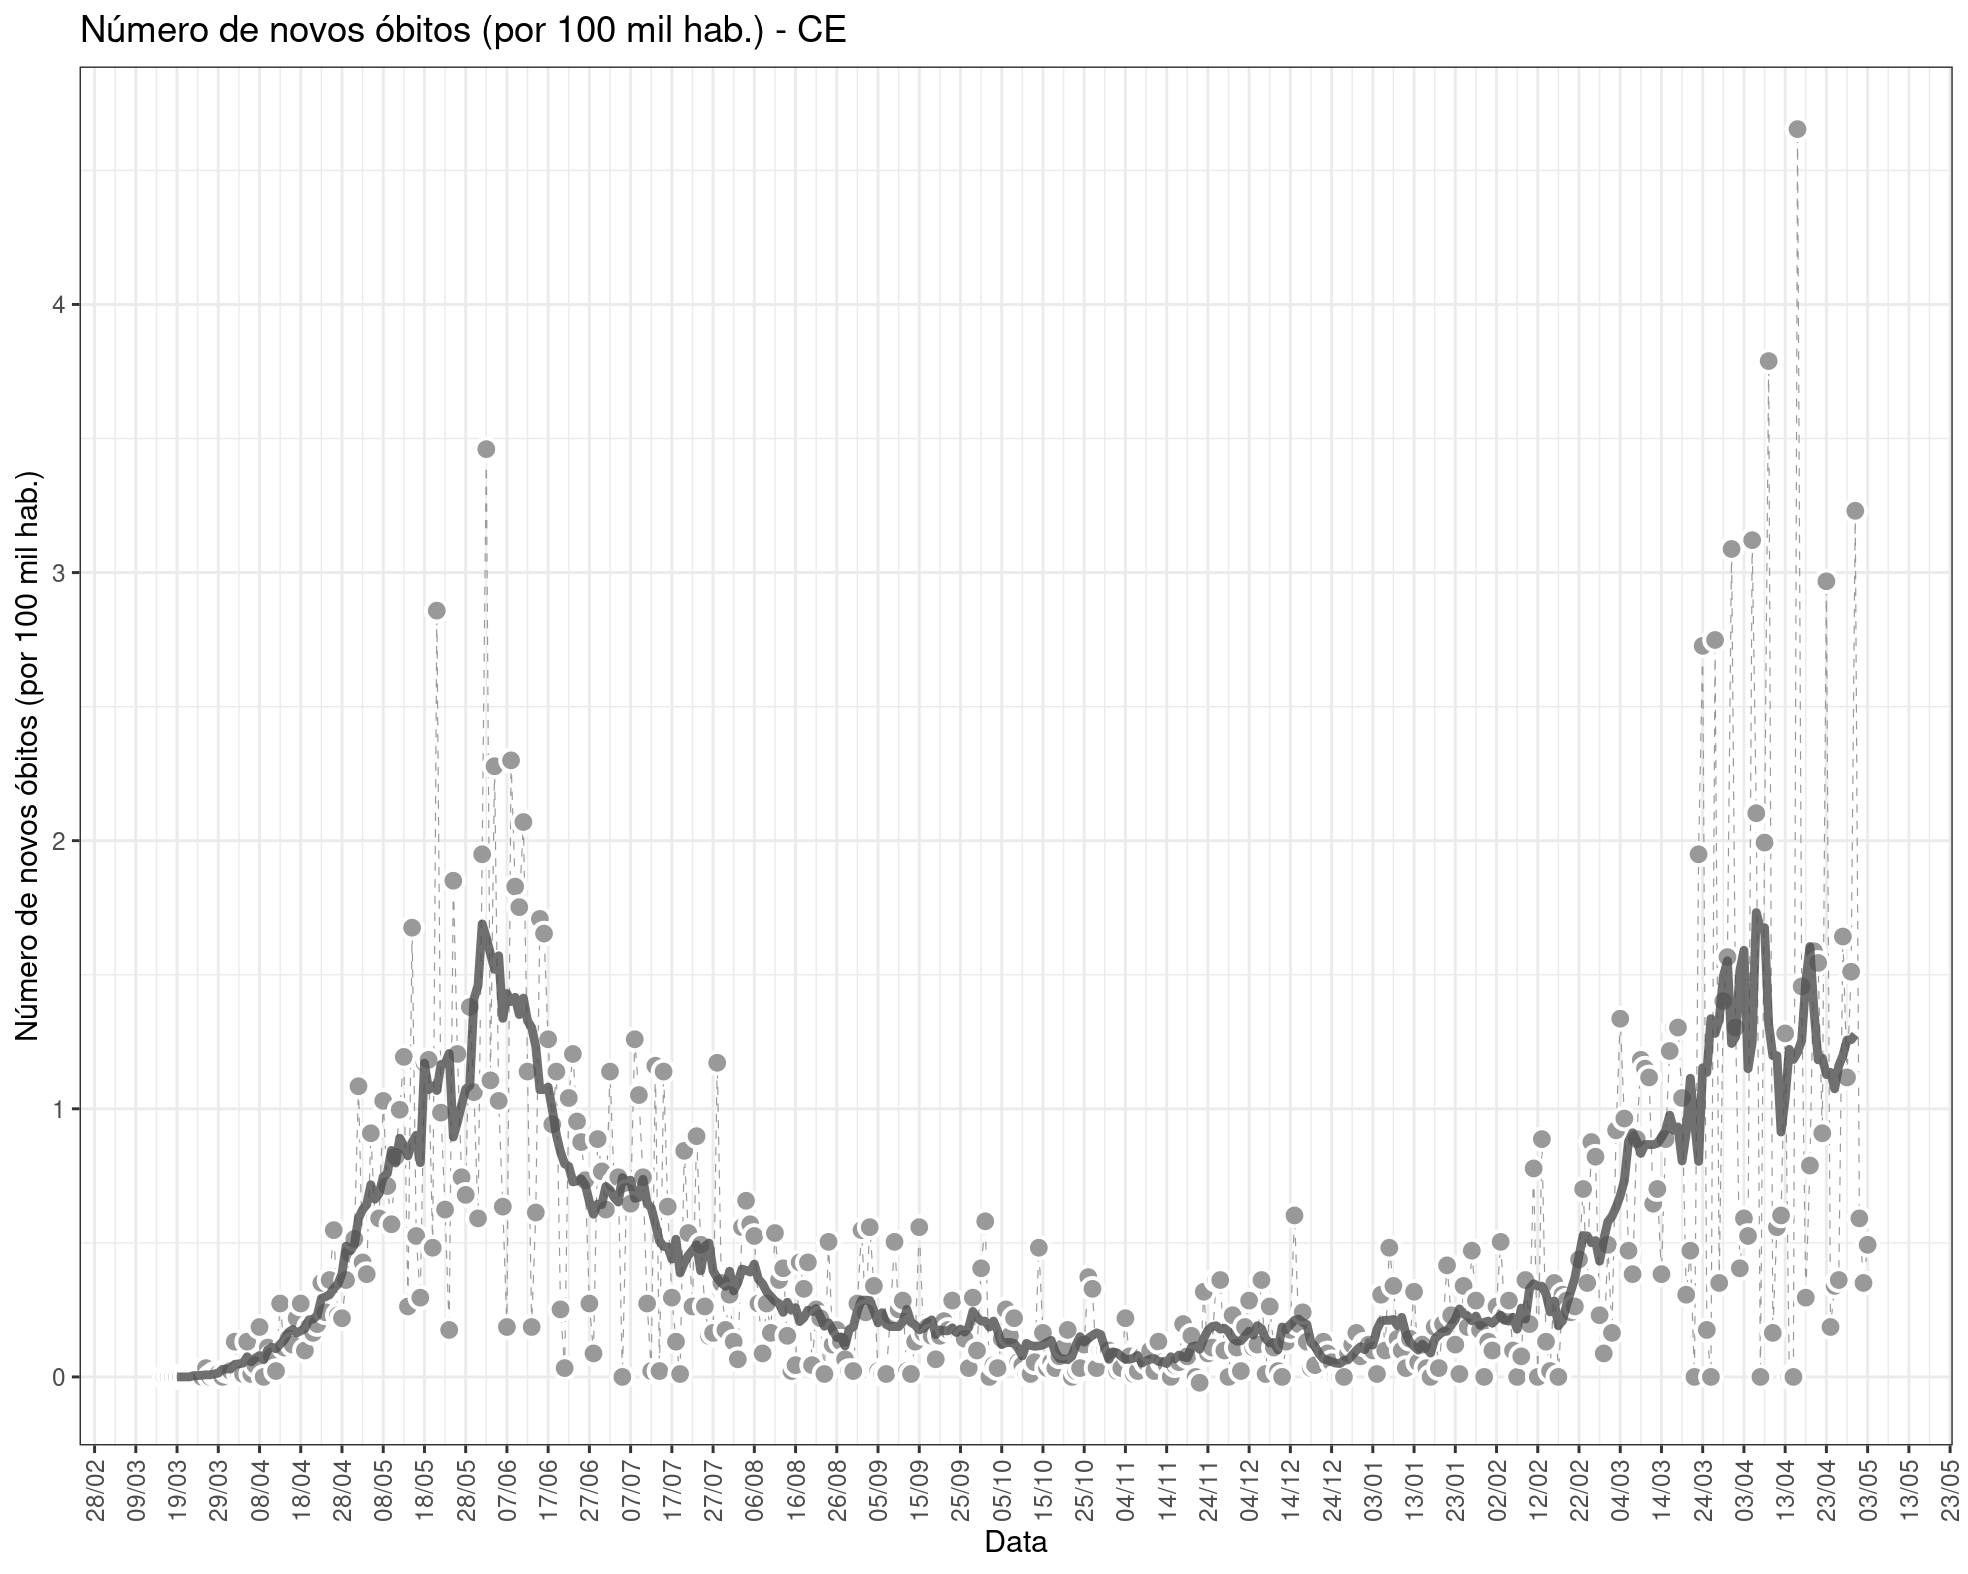 Número de novos óbitos (por 100 mil hab.) - CE
Número de novos óbitos (por 100 mil hab.)
4
3
2
1
0
28/02 09/03 19/03 29/03 08/04 18/04 28/04 08/05 18/05 28/05 07/06 17/06 27/06 07/07 17/07 27/07 06/08 16/08 26/08 05/09 15/09 25/09 05/10 15/10 25/10 04/11 14/11 24/11 04/12 14/12 24/12 03/01 13/01 23/01 02/02 12/02 22/02 04/03 14/03 24/03 03/04 13/04 23/04 03/05 13/05 23/05
Data